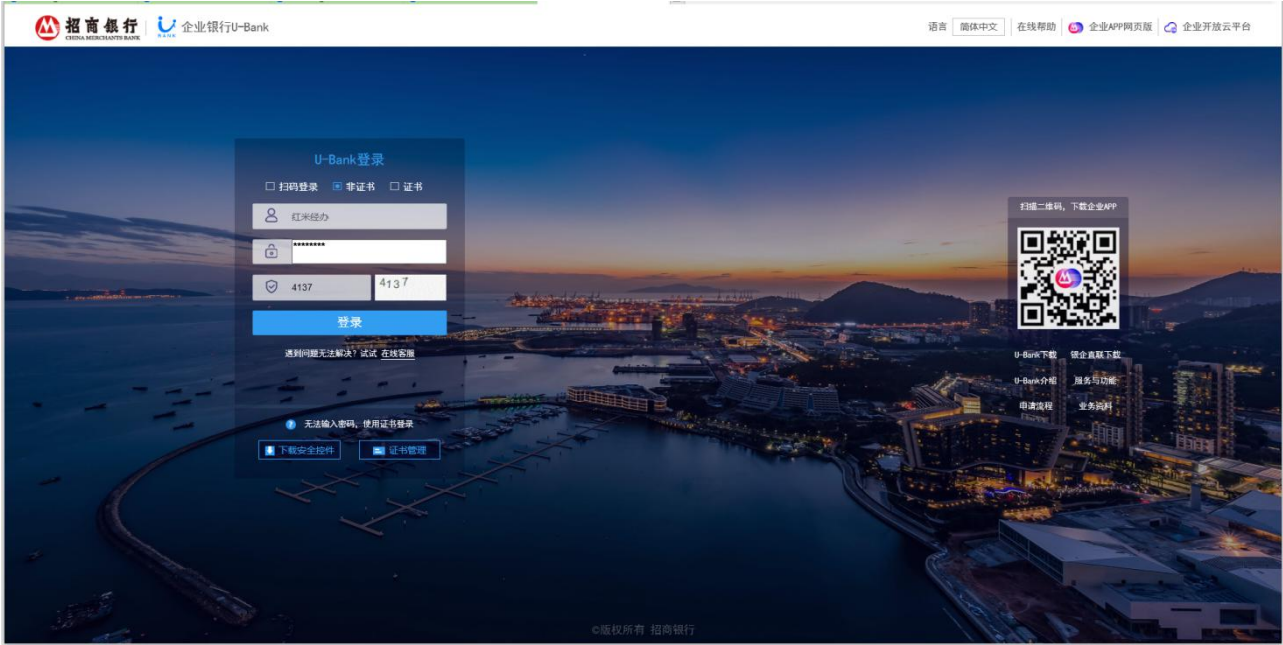 招商银行
CHINA MERCHANTS BANK
BANK
企业银行U-Bank
语言 简体中文 在线帮助 企业APP网页版 企业开放云平台
U-Bank登录
扫码登录 非证书 证书
红米经办
********
4137 4137
登录
遇到问题无法解决? 试试 在线客服
无法输入密码, 使用证书登录
下载安全控件 证书管理
扫描二维码, 下载企业APP
U-Bank下载 银企直联下载
U-Bank介绍 服务与功能
申请流程 业务资料
©版权所有 招商银行